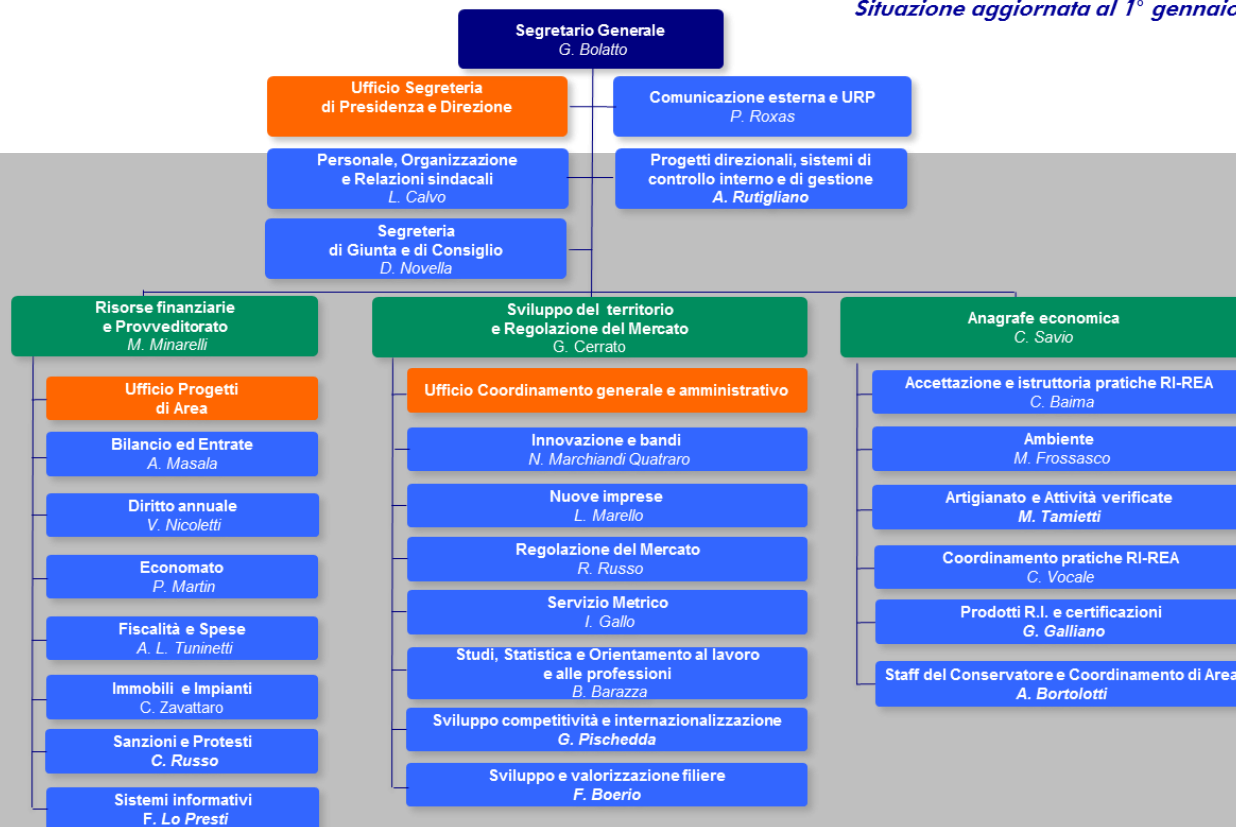 Situazione aggiornata al 1° gennaio
Segretario Generale
G. Bolatto
Ufficio Segreteria
di Presidenza e Direzione
Comunicazione esterna e URP
P. Roxas
Personale, Organizzazione
e Relazioni sindacali
L. Calvo
Progetti direzionali, sistemi di
controllo interno e di gestione
A. Rutigliano
Segreteria
di Giunta e di Consiglio
D. Novella
Risorse finanziarie
e Provveditorato
M. Minarelli
Ufficio Progetti
di Area
Bilancio ed Entrate
A. Masala
Diritto annuale
V. Nicoletti
Economato
P. Martin
Fiscalità e Spese
A. L. Tuninetti
Immobili e Impianti
C. Zavattaro
Sanzioni e Protesti
C. Russo
Sistemi informativi
F. Lo Presti
Sviluppo del territorio
e Regolazione del Mercato
G. Cerrato
Ufficio Coordinamento generale e amministrativo
Innovazione e bandi
N. Marchiandi Quatraro
Nuove imprese
L. Marello
Regolazione del Mercato
R. Russo
Servizio Metrico
I. Gallo
Studi, Statistica e Orientamento al lavoro
e alle professioni
B. Barazza
Sviluppo competitività e internazionalizzazione
G. Pischedda
Sviluppo e valorizzazione filiere
F. Boerio
Anagrafe economica
C. Savio
Accettazione e istruttoria pratiche RI-REA
C. Baima
Ambiente
M. Frossasco
Artigianato e Attività verificate
M. Tamietti
Coordinamento pratiche RI-REA
C. Vocale
Prodotti R.I. e certificazioni
G. Galliano
Staff del Conservatore e Coordinamento di Area
A. Bortolotti